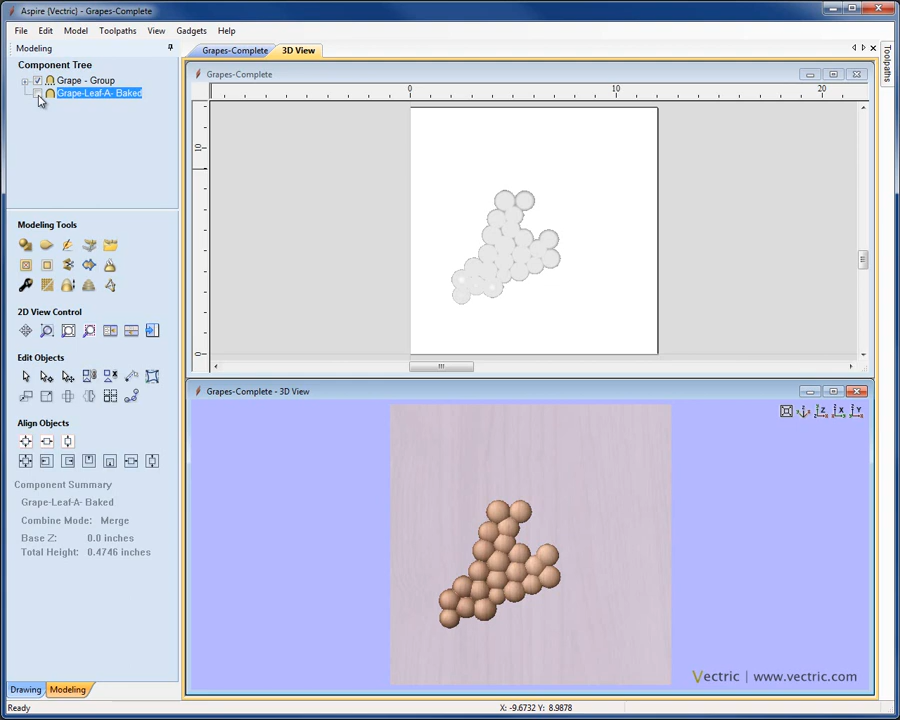 Aspire (Vectric) - Grapes-Complete
File Edit Model Toolpaths View Gadgets Help
Modeling
Grapes-Complete 3D View
Toolpaths
Component Tree
Grape - Group
Grape-Leaf-A- Baked
Grapes-Complete
0 10 20
10
0
Modeling Tools
2D View Control
Edit Objects
Align Objects
Component Summary
Grape-Leaf-A- Baked
Combine Mode: Merge
Base Z: 0.0 inches
Total Height: 0.4746 inches
Grapes-Complete - 3D View
Z X Y
Vectric | www.vectric.com
Drawing Modeling
Ready
X: -9.6732 Y: 8.9878